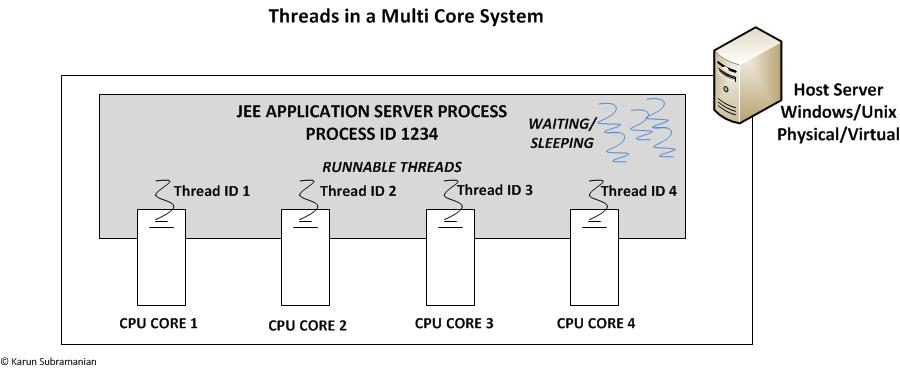 Threads in a Multi Core System
Host Server
Windows/Unix
Physical/Virtual
JEE APPLICATION SERVER PROCESS
PROCESS ID 1234
WAITING/
SLEEPING
RUNNABLE THREADS
Thread ID 1
Thread ID 2
Thread ID 3
Thread ID 4
CPU CORE 1
CPU CORE 2
CPU CORE 3
CPU CORE 4
© Karun Subramanian